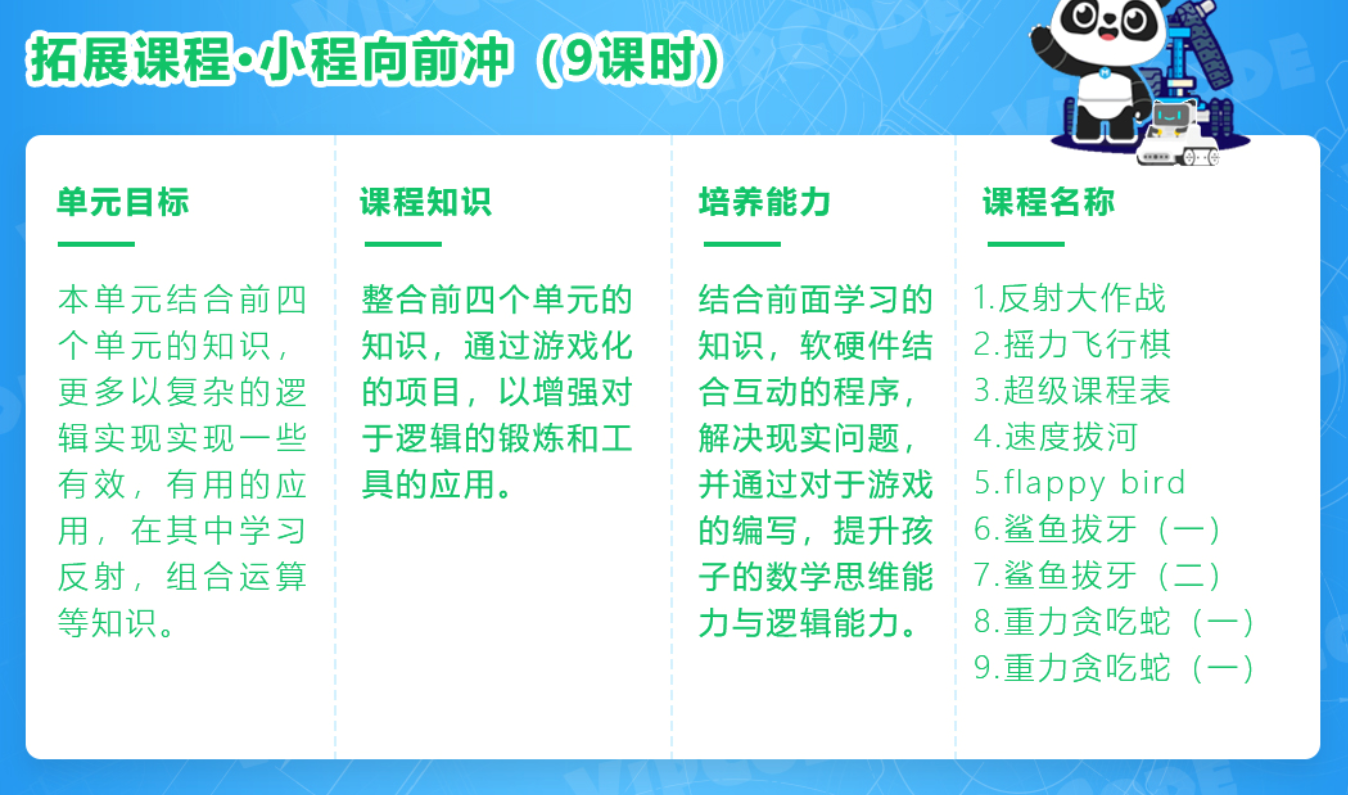 拓展课程·小程向前冲（9课时）
单元目标
本单元结合前四
个单元的知识，
更多以复杂的逻
辑实现实现一些
有效，有用的应
用，在其中学习
反射，组合运算
等知识。
课程知识
整合前四个单元的
知识，通过游戏化
的项目，以增强对
于逻辑的锻炼和工
具的应用。
培养能力
结合前面学习的
知识，软硬件结
合互动的程序，
解决现实问题，
并通过对于游戏
的编写，提升孩
子的数学思维能
力与逻辑能力。
课程名称
1.反射大作战
2.摇力飞行棋
3.超级课程表
4.速度拔河
5.flappy bird
6.鲨鱼拔牙（一）
7.鲨鱼拔牙（二）
8.重力贪吃蛇（一）
9.重力贪吃蛇（一）